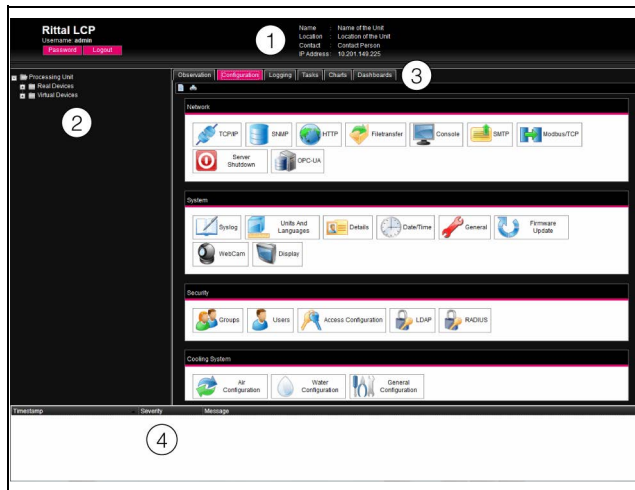 Rittal LCP
Username: admin
Password Logout
1
Name : Name of the Unit
Location : Location of the Unit
Contact : Contact Person
IP Address : 10.201.149.225
Processing Unit
Real Devices
Virtual Devices
2
Observation Configuration Logging Tasks Charts Dashboards
3
Network
TCP/IP SNMP HTTP Filetransfer Console SMTP Modbus/TCP
Server Shutdown OPC-UA
System
Syslog Units And Languages Details Date/Time General Firmware Update
WebCam Display
Security
Groups Users Access Configuration LDAP RADIUS
Cooling System
Air Configuration Water Configuration General Configuration
Timestamp Severity Message
4